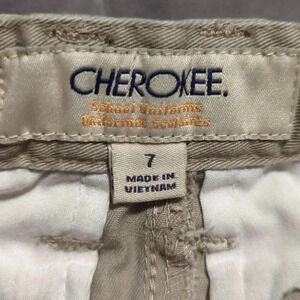 CHEROKEE.
School Uniforms
Uniformes Scolaires
7
MADE IN
VIETNAM